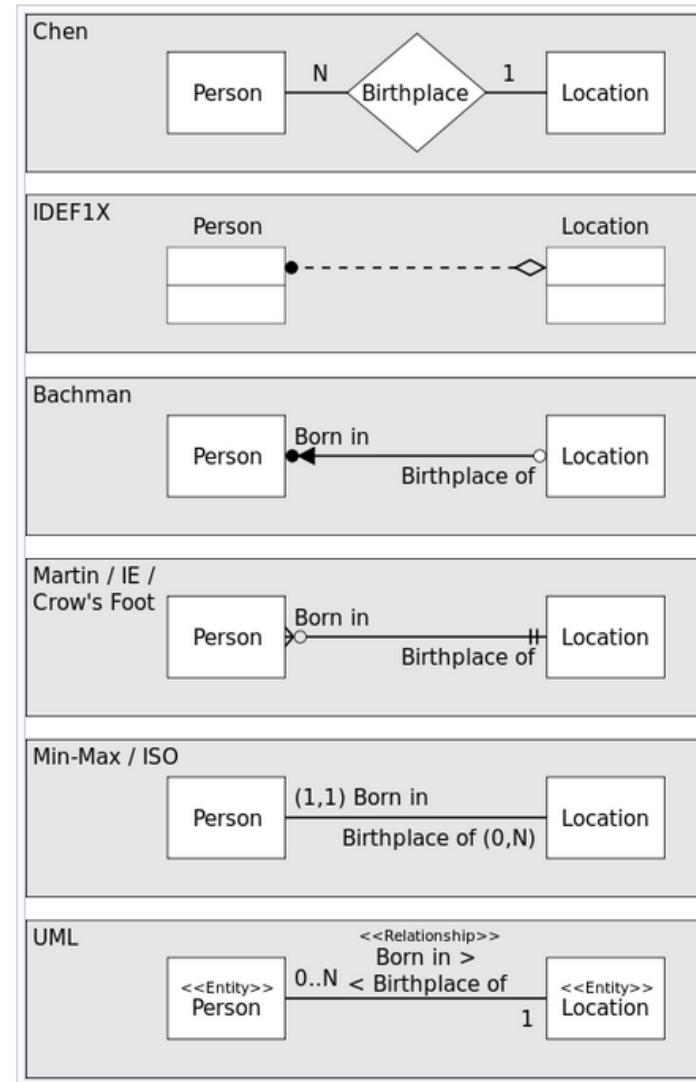 Chen
Person
N
Birthplace
1
Location
IDEF1X
Person
Location
Bachman
Person
Born in
Birthplace of
Location
Martin / IE /
Crow's Foot
Person
Born in
Birthplace of
Location
Min-Max / ISO
Person
(1,1) Born in
Birthplace of (0,N)
Location
UML
<<Entity>>
Person
0..N
<<Relationship>>
Born in >
< Birthplace of
1
<<Entity>>
Location